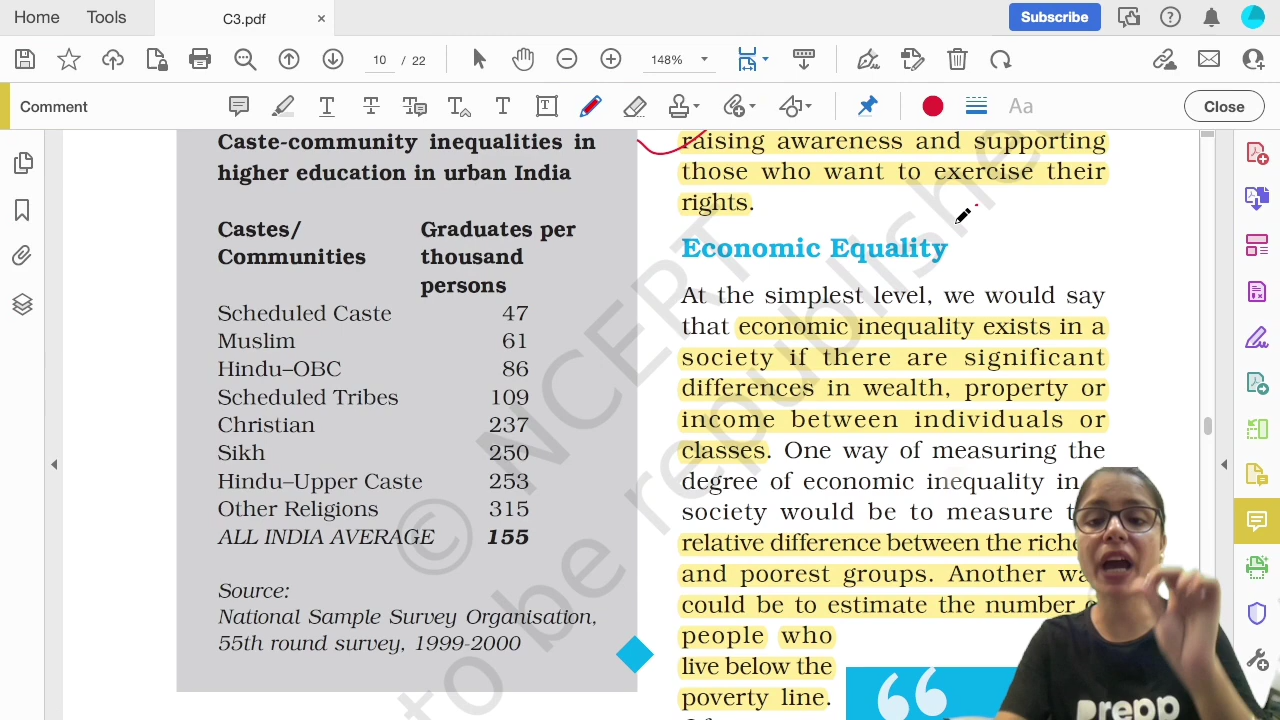 Home
Tools
C3.pdf
×
Subscribe
10 / 22
148%
Comment
Close
Caste-community inequalities in
higher education in urban India
Castes/
Communities
Graduates per
thousand
persons
Scheduled Caste 47
Muslim 61
Hindu–OBC 86
Scheduled Tribes 109
Christian 237
Sikh 250
Hindu–Upper Caste 253
Other Religions 315
ALL INDIA AVERAGE 155
Source:
National Sample Survey Organisation,
55th round survey, 1999-2000
raising awareness and supporting
those who want to exercise their
rights.
Economic Equality
At the simplest level, we would say
that economic inequality exists in a
society if there are significant
differences in wealth, property or
income between individuals or
classes. One way of measuring the
degree of economic inequality in
society would be to measure
relative difference between the
and poorest groups. Another
could be to estimate the number
people who
live below the
poverty line.
© NCERT
to be republished
Prepp